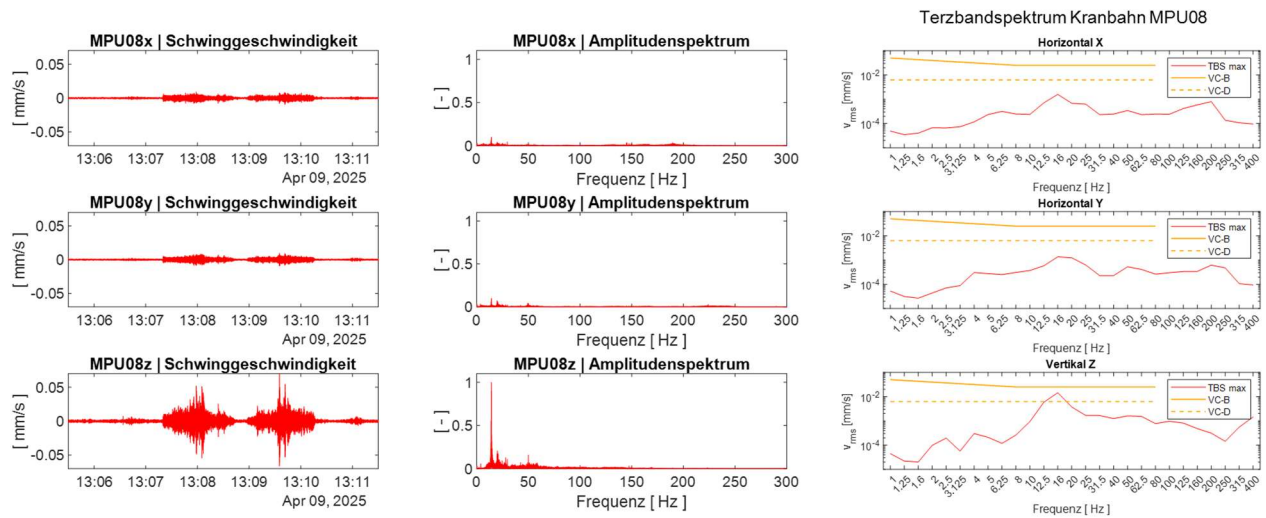 Terzbandspektrum Kranbahn MPU08
MPU08x | Schwinggeschwindigkeit
[ mm/s ]
0.05
0
-0.05
13:06 13:07 13:08 13:09 13:10 13:11
Apr 09, 2025
MPU08x | Amplitudenspektrum
[ - ]
1
0.5
0
0 50 100 150 200 250 300
Frequenz [ Hz ]
Horizontal X
v_rms [mm/s]
10^-2
10^-4
TBS max
VC-B
VC-D
1 1.25 1.6 2 2.5 3.125 4 5 6.25 8 10 12.5 16 20 25 31.5 40 50 62.5 80 100 125 160 200 250 315 400
Frequenz [ Hz ]
MPU08y | Schwinggeschwindigkeit
[ mm/s ]
0.05
0
-0.05
13:06 13:07 13:08 13:09 13:10 13:11
Apr 09, 2025
MPU08y | Amplitudenspektrum
[ - ]
1
0.5
0
0 50 100 150 200 250 300
Frequenz [ Hz ]
Horizontal Y
v_rms [mm/s]
10^-2
10^-4
TBS max
VC-B
VC-D
1 1.25 1.6 2 2.5 3.125 4 5 6.25 8 10 12.5 16 20 25 31.5 40 50 62.5 80 100 125 160 200 250 315 400
Frequenz [ Hz ]
MPU08z | Schwinggeschwindigkeit
[ mm/s ]
0.05
0
-0.05
13:06 13:07 13:08 13:09 13:10 13:11
Apr 09, 2025
MPU08z | Amplitudenspektrum
[ - ]
1
0.5
0
0 50 100 150 200 250 300
Frequenz [ Hz ]
Vertikal Z
v_rms [mm/s]
10^-2
10^-4
TBS max
VC-B
VC-D
1 1.25 1.6 2 2.5 3.125 4 5 6.25 8 10 12.5 16 20 25 31.5 40 50 62.5 80 100 125 160 200 250 315 400
Frequenz [ Hz ]